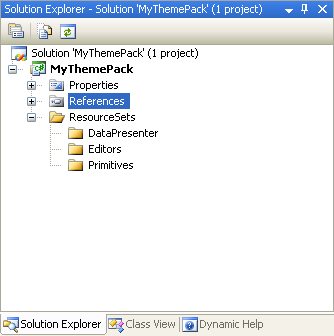 Solution Explorer - Solution 'MyThemePack' (1 project)
Solution 'MyThemePack' (1 project)
MyThemePack
Properties
References
ResourceSets
DataPresenter
Editors
Primitives
Solution Explorer Class View Dynamic Help